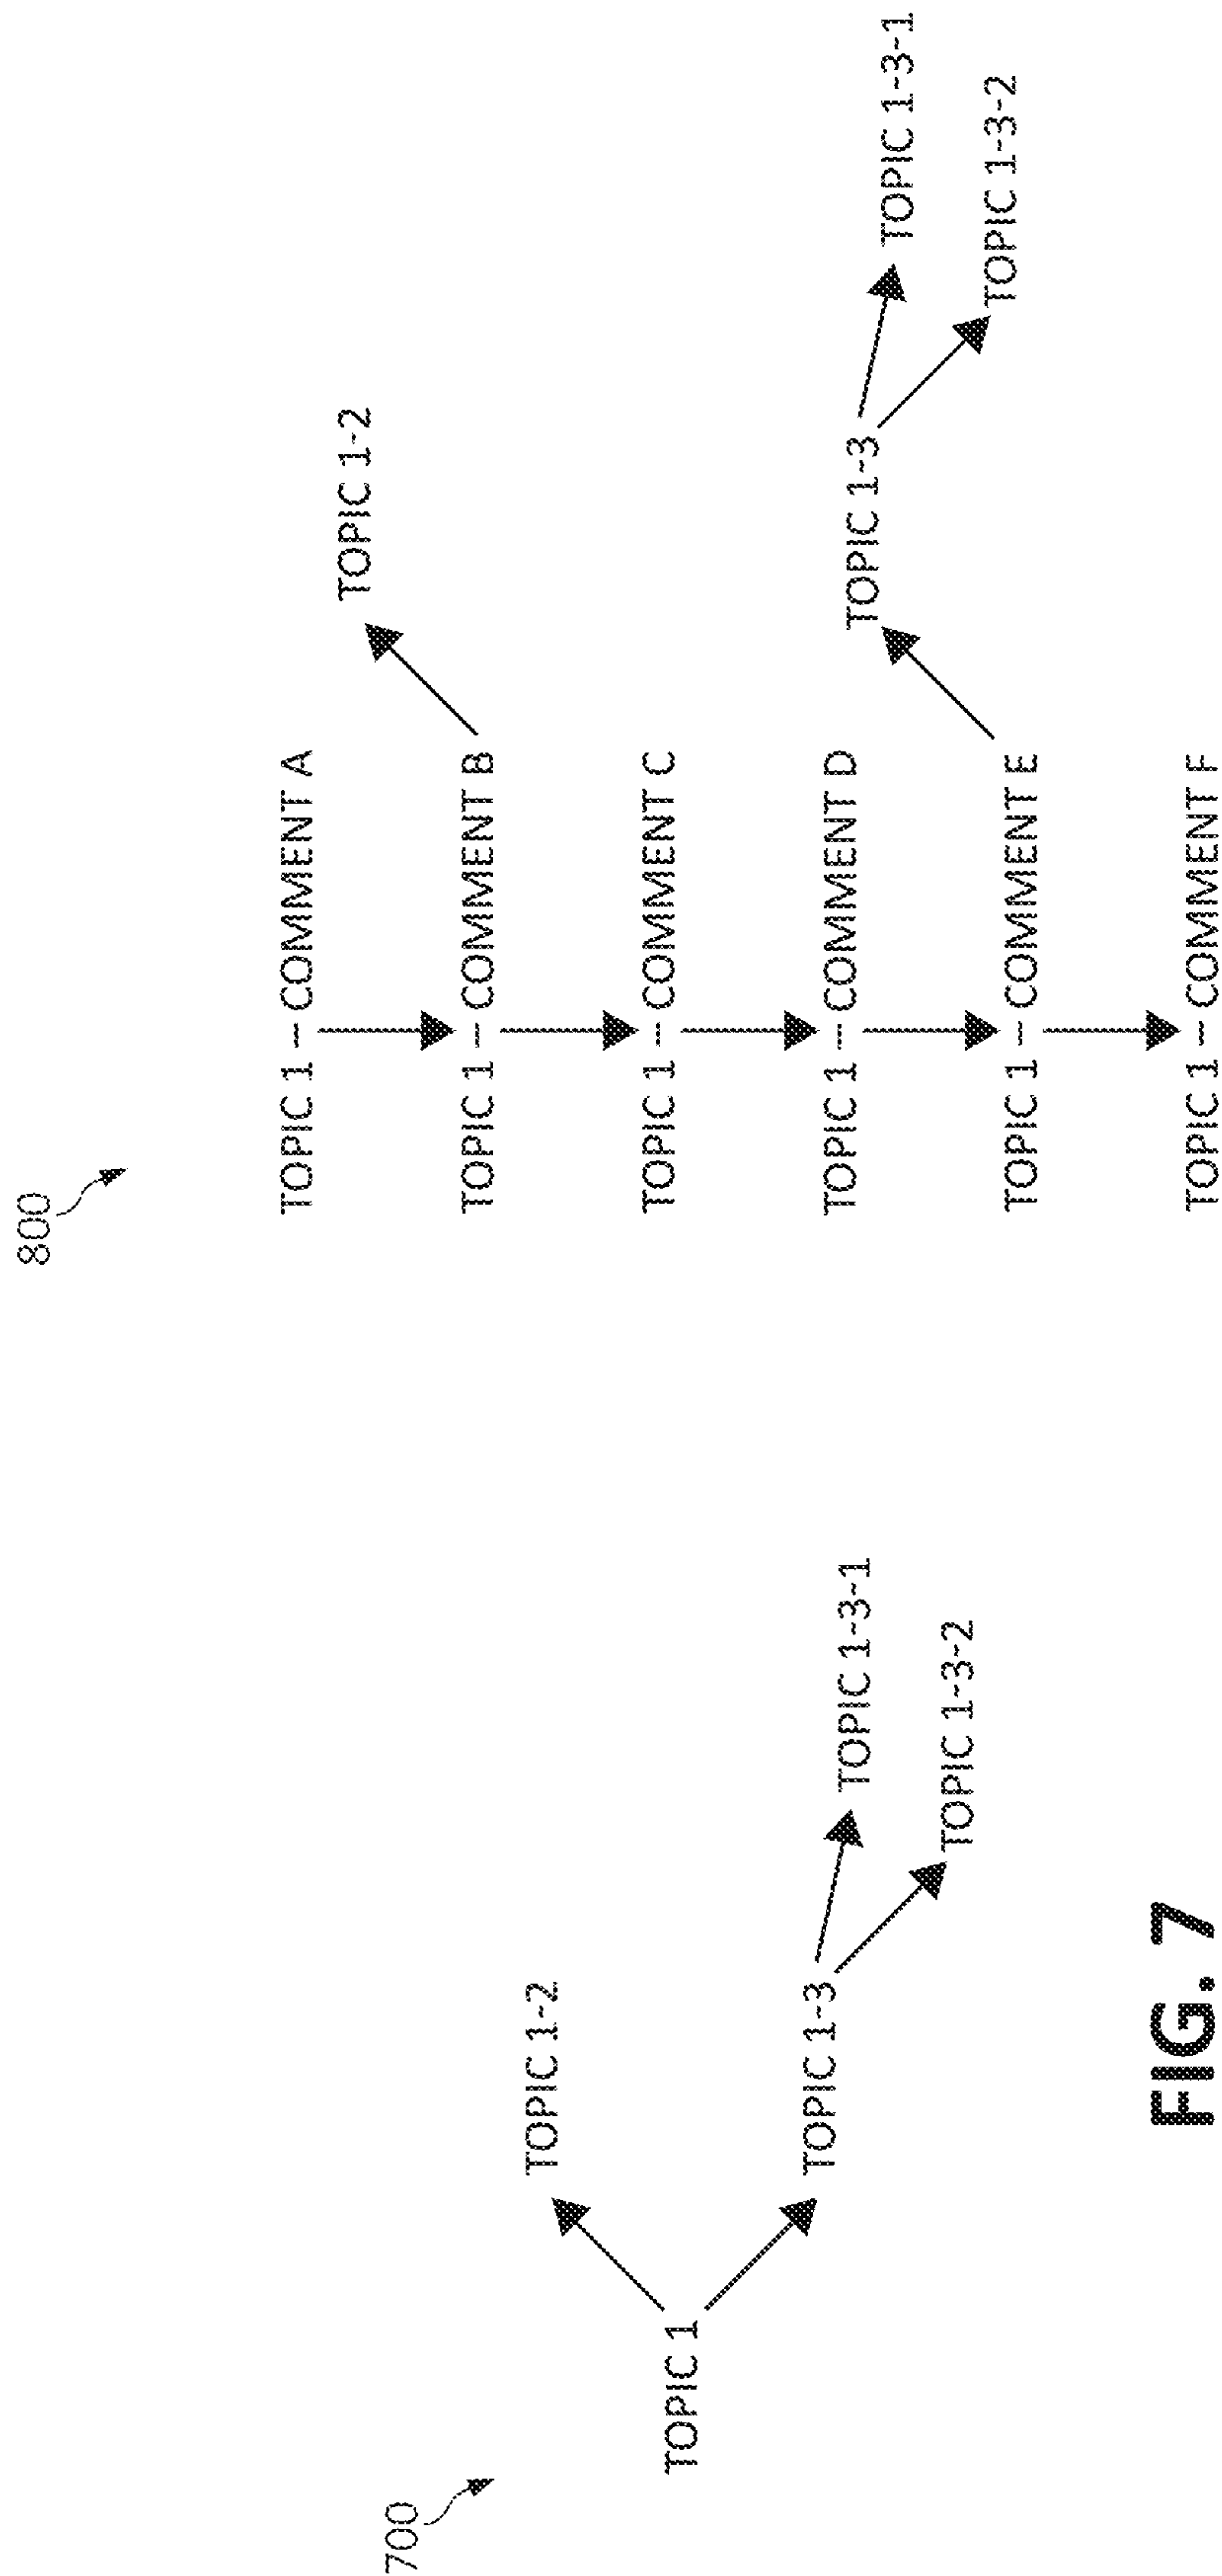 700
TOPIC 1
TOPIC 1-2
TOPIC 1-3
TOPIC 1-3-1
TOPIC 1-3-2
FIG. 7
800
TOPIC 1 – COMMENT A
TOPIC 1-2
TOPIC 1 – COMMENT B
TOPIC 1 – COMMENT C
TOPIC 1 – COMMENT D
TOPIC 1-3
TOPIC 1-3-1
TOPIC 1-3-2
TOPIC 1 – COMMENT E
TOPIC 1 – COMMENT F